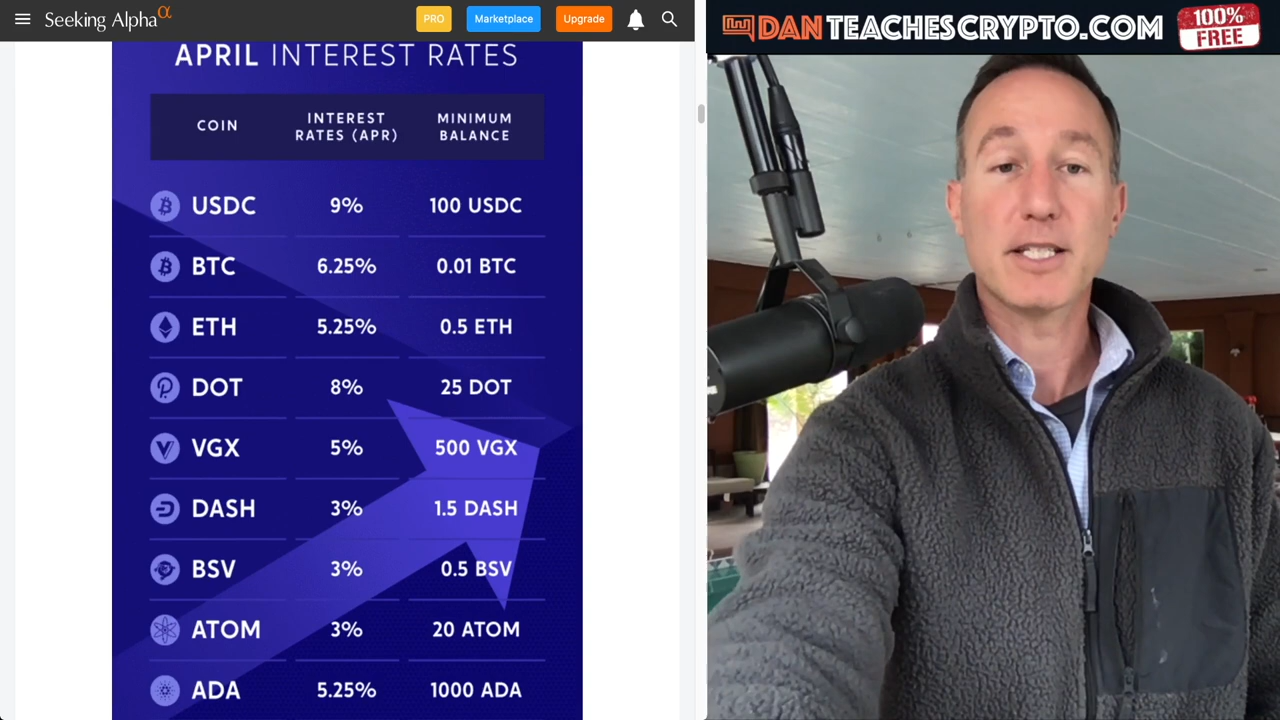 Seeking Alpha α
PRO
Marketplace
Upgrade
APRIL INTEREST RATES
COIN
INTEREST
RATES (APR)
MINIMUM
BALANCE
USDC 9% 100 USDC
BTC 6.25% 0.01 BTC
ETH 5.25% 0.5 ETH
DOT 8% 25 DOT
VGX 5% 500 VGX
DASH 3% 1.5 DASH
BSV 3% 0.5 BSV
ATOM 3% 20 ATOM
ADA 5.25% 1000 ADA
DANTEACHESCRYPTO.COM
100%
FREE